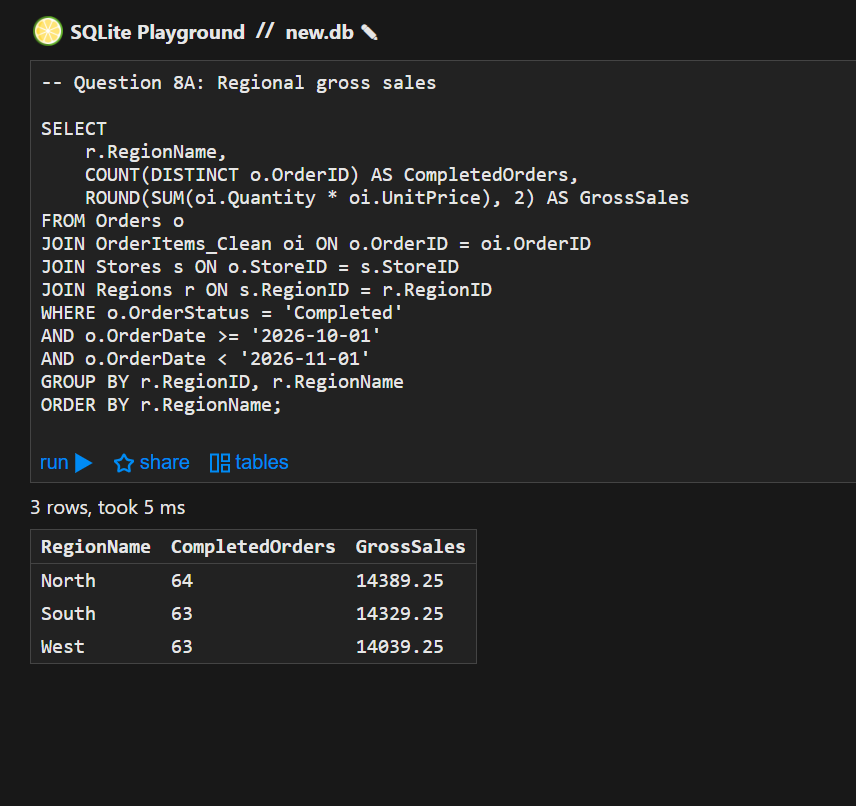 SQLite Playground // new.db
-- Question 8A: Regional gross sales
SELECT
    r.RegionName,
    COUNT(DISTINCT o.OrderID) AS CompletedOrders,
    ROUND(SUM(oi.Quantity * oi.UnitPrice), 2) AS GrossSales
FROM Orders o
JOIN OrderItems_Clean oi ON o.OrderID = oi.OrderID
JOIN Stores s ON o.StoreID = s.StoreID
JOIN Regions r ON s.RegionID = r.RegionID
WHERE o.OrderStatus = 'Completed'
AND o.OrderDate >= '2026-10-01'
AND o.OrderDate < '2026-11-01'
GROUP BY r.RegionID, r.RegionName
ORDER BY r.RegionName;
run share tables
3 rows, took 5 ms
RegionName CompletedOrders GrossSales
North 64 14389.25
South 63 14329.25
West 63 14039.25